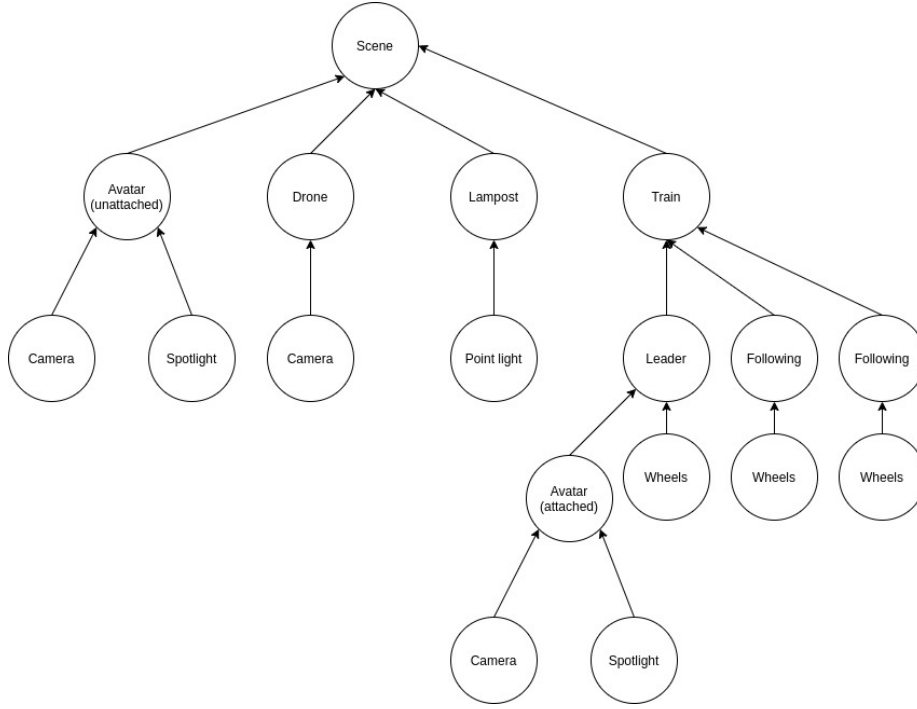 Scene
Avatar
(unattached)
Drone
Lampost
Train
Camera
Spotlight
Camera
Point light
Leader
Following
Following
Wheels
Wheels
Wheels
Avatar
(attached)
Camera
Spotlight